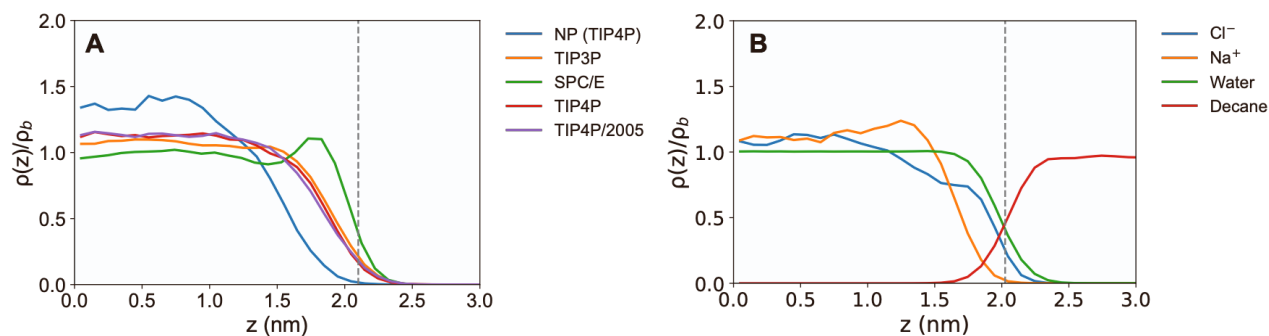 A
ρ(z)/ρ_b
2.0
1.5
1.0
0.5
0.0
0.0 0.5 1.0 1.5 2.0 2.5 3.0
z (nm)
NP (TIP4P)
TIP3P
SPC/E
TIP4P
TIP4P/2005
B
ρ(z)/ρ_b
2.0
1.5
1.0
0.5
0.0
0.0 0.5 1.0 1.5 2.0 2.5 3.0
z (nm)
Cl⁻
Na⁺
Water
Decane